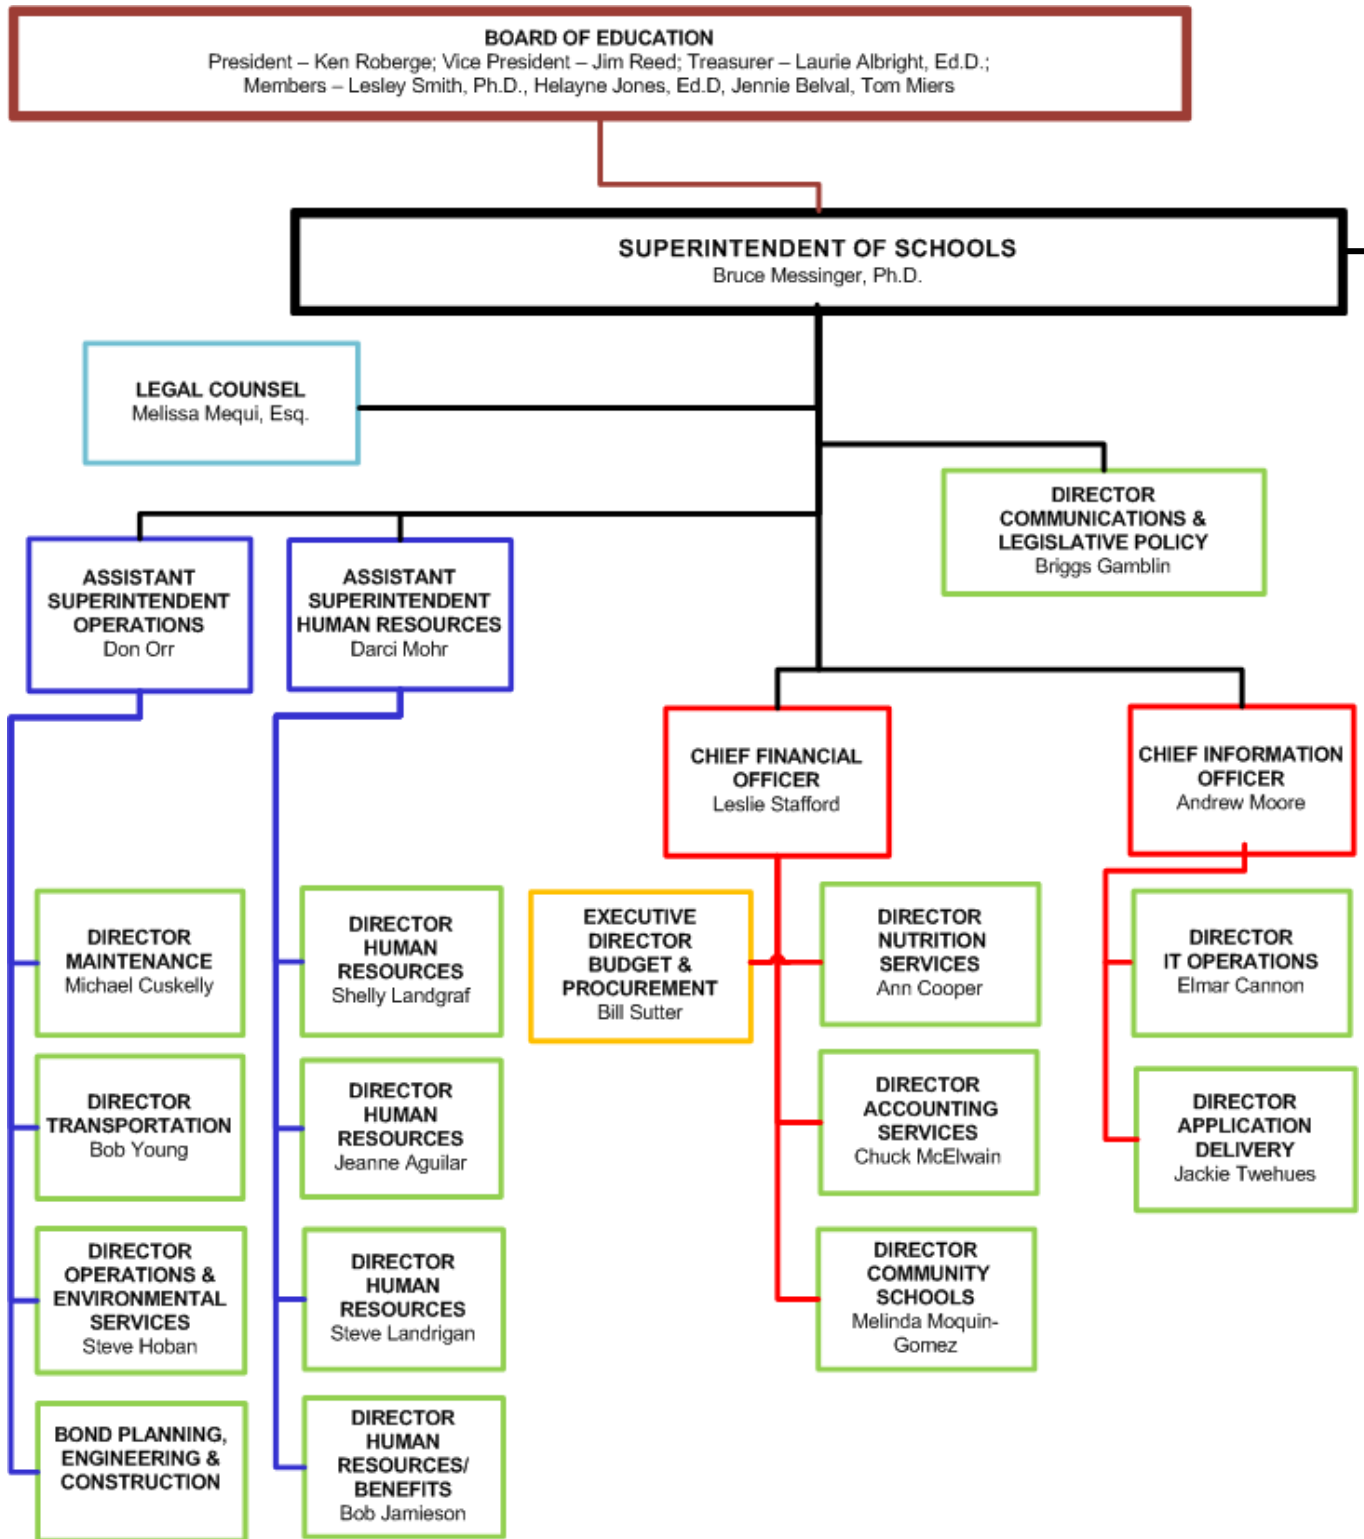 BOARD OF EDUCATION
President – Ken Roberge; Vice President – Jim Reed; Treasurer – Laurie Albright, Ed.D.;
Members – Lesley Smith, Ph.D., Helayne Jones, Ed.D, Jennie Belval, Tom Miers
SUPERINTENDENT OF SCHOOLS
Bruce Messinger, Ph.D.
LEGAL COUNSEL
Melissa Mequi, Esq.
DIRECTOR
COMMUNICATIONS &
LEGISLATIVE POLICY
Briggs Gamblin
ASSISTANT
SUPERINTENDENT
OPERATIONS
Don Orr
ASSISTANT
SUPERINTENDENT
HUMAN RESOURCES
Darci Mohr
CHIEF FINANCIAL
OFFICER
Leslie Stafford
CHIEF INFORMATION
OFFICER
Andrew Moore
DIRECTOR
MAINTENANCE
Michael Cuskelly
DIRECTOR
HUMAN
RESOURCES
Shelly Landgraf
EXECUTIVE
DIRECTOR
BUDGET &
PROCUREMENT
Bill Sutter
DIRECTOR
NUTRITION
SERVICES
Ann Cooper
DIRECTOR
IT OPERATIONS
Elmar Cannon
DIRECTOR
TRANSPORTATION
Bob Young
DIRECTOR
HUMAN
RESOURCES
Jeanne Aguilar
DIRECTOR
ACCOUNTING
SERVICES
Chuck McElwain
DIRECTOR
APPLICATION
DELIVERY
Jackie Twehues
DIRECTOR
OPERATIONS &
ENVIRONMENTAL
SERVICES
Steve Hoban
DIRECTOR
HUMAN
RESOURCES
Steve Landrigan
DIRECTOR
COMMUNITY
SCHOOLS
Melinda Moquin-
Gomez
BOND PLANNING,
ENGINEERING &
CONSTRUCTION
DIRECTOR
HUMAN
RESOURCES/
BENEFITS
Bob Jamieson